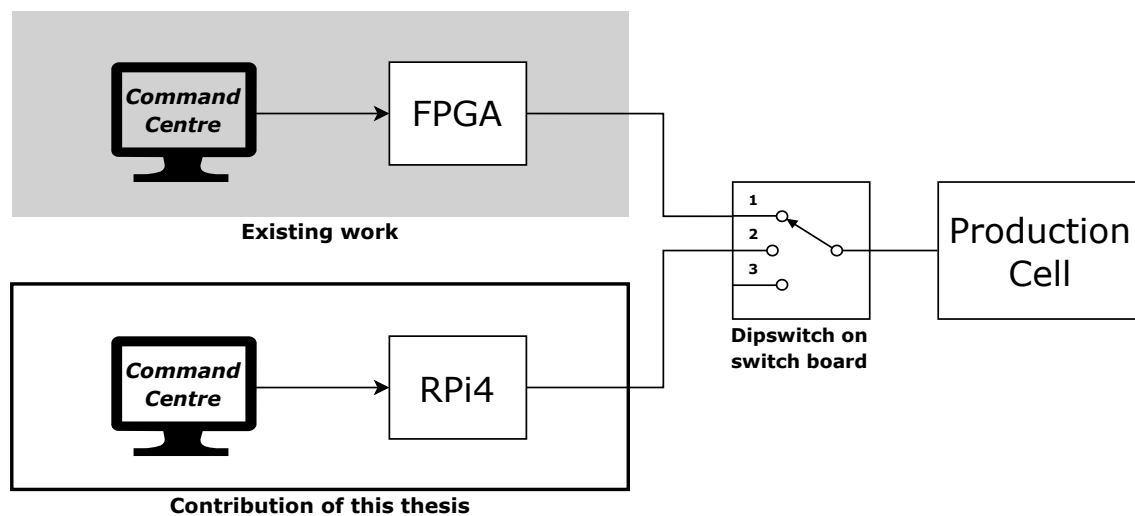 Command
Centre
FPGA
Existing work
1
2
3
Production
Cell
Dipswitch on
switch board
Command
Centre
RPi4
Contribution of this thesis